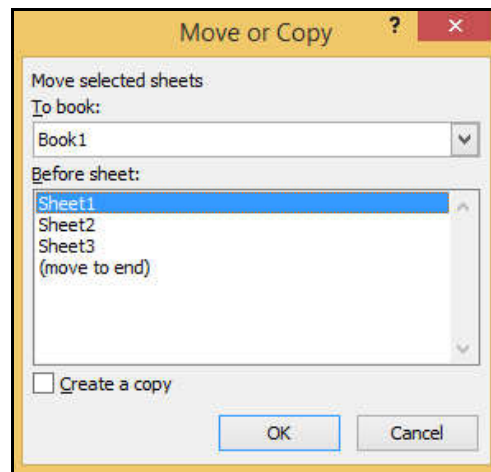 Move or Copy
?
Move selected sheets
To book:
Book1
Before sheet:
Sheet1
Sheet2
Sheet3
(move to end)
Create a copy
OK
Cancel